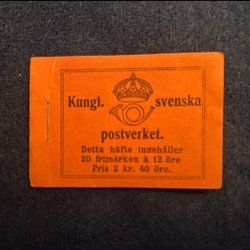 Kungl. svenska
postverket.
Detta häfte innehåller
20 frimärken à 12 öre
Pris 2 kr. 40 öre.